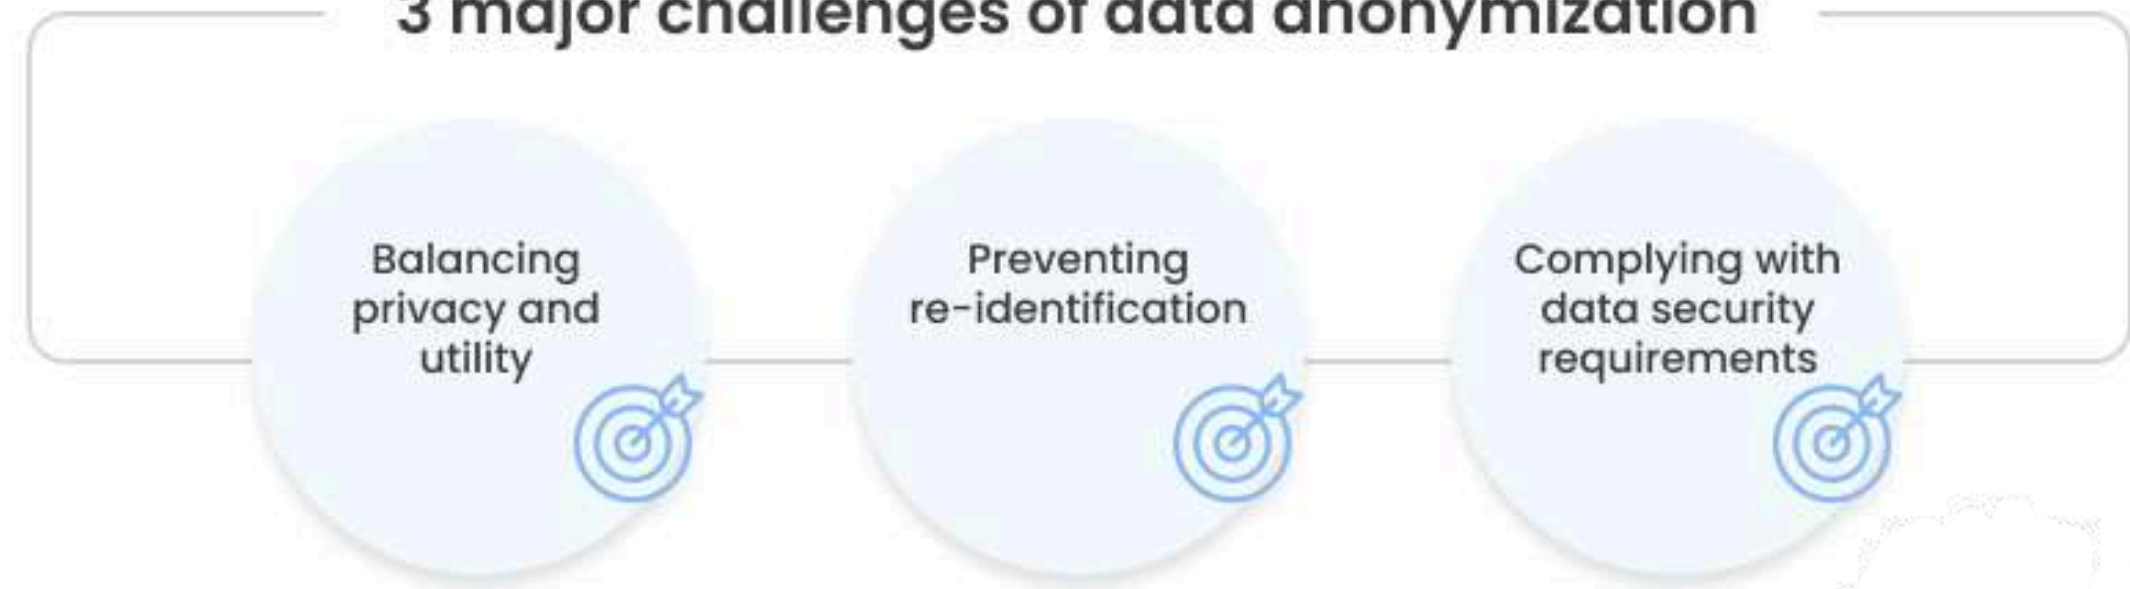 3 major challenges of data anonymization
Balancing
privacy and
utility
Preventing
re-identification
Complying with
data security
requirements